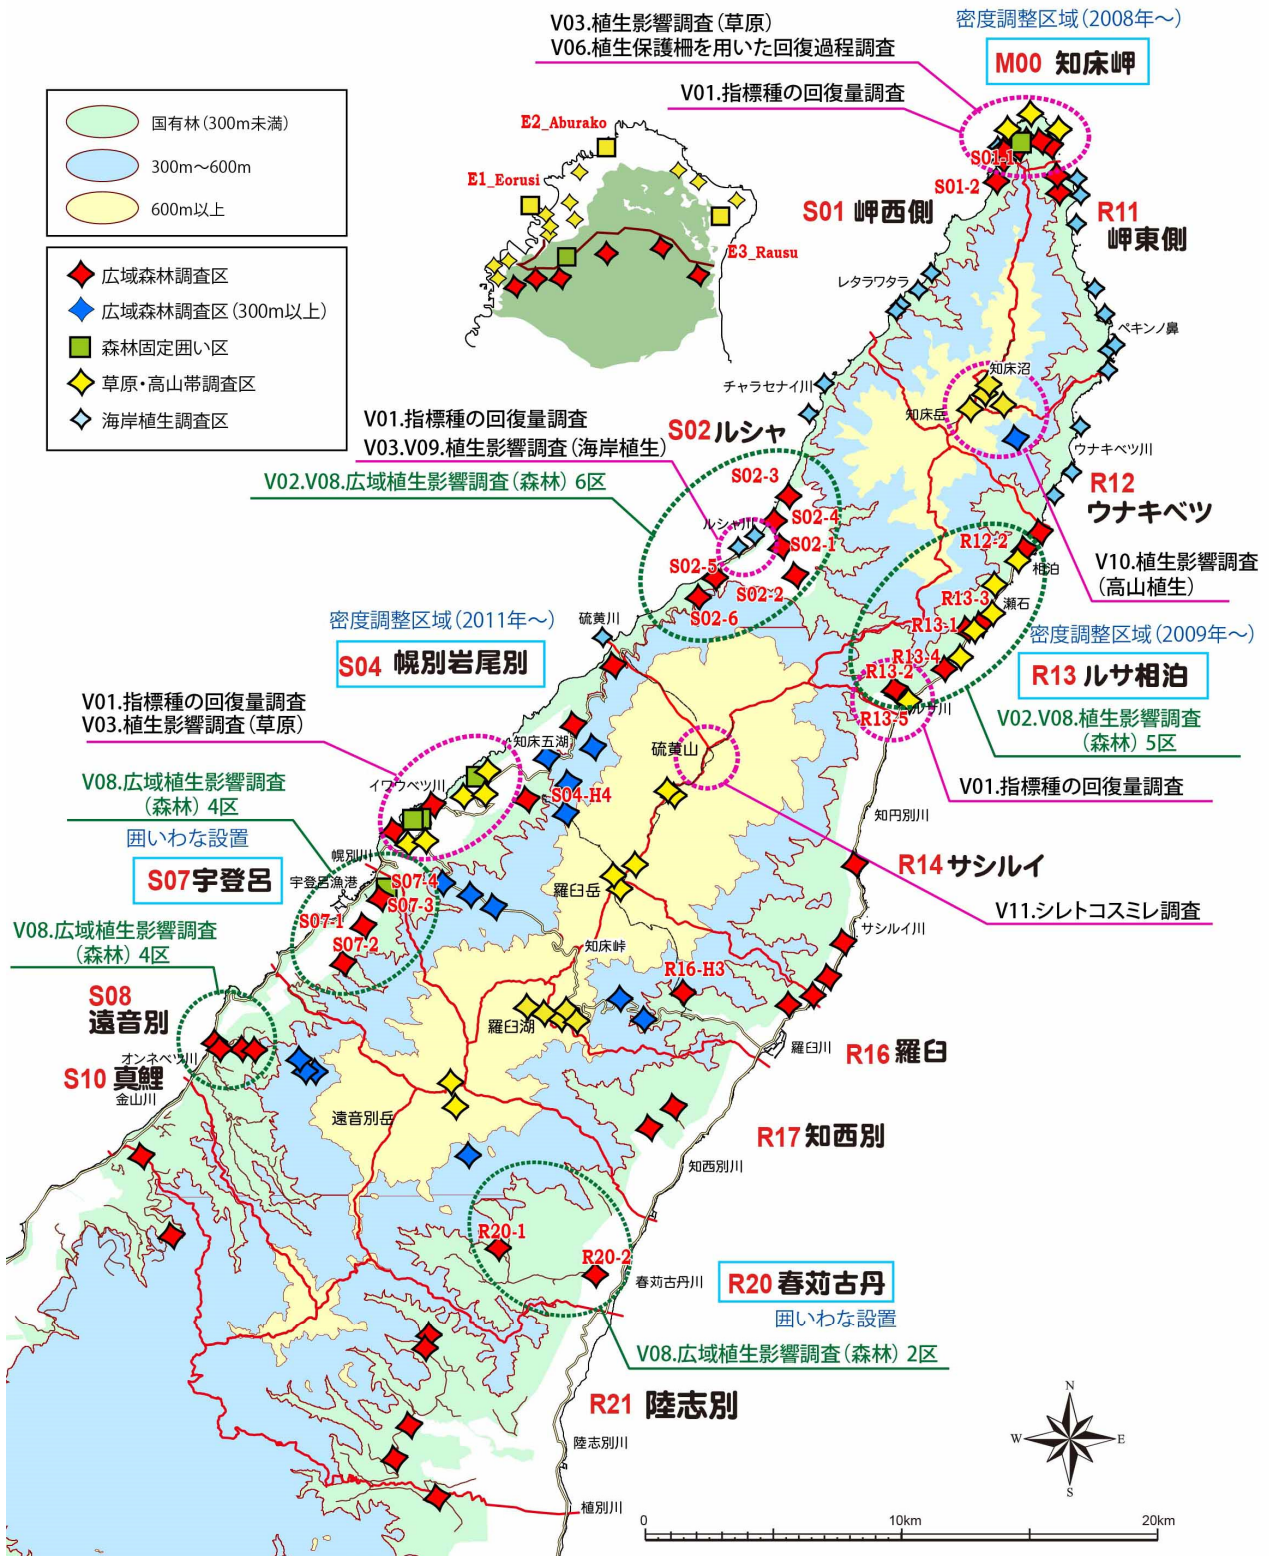 V03.植生影響調査(草原)
V06.植生保護柵を用いた回復過程調査
密度調整区域(2008年～)
M00 知床岬
V01.指標種の回復量調査
国有林(300m未満)
300m～600m
600m以上
広域森林調査区
広域森林調査区(300m以上)
森林固定囲い区
草原・高山帯調査区
海岸植生調査区
E2_Aburako
E1_Eorusi
E3_Rausu
S01-1
S01-2
S01 岬西側
R11
岬東側
レタラワタラ
ペキンノ鼻
チャラセナイ川
知床沼
知床岳
V01.指標種の回復量調査
V03.V09.植生影響調査(海岸植生)
S02 ルシャ
V02.V08.広域植生影響調査(森林) 6区
S02-3
S02-4
ルシャ川
S02-1
S02-5
S02-2
S02-6
ウナキベツ川
R12
ウナキベツ
R12-2
相泊
V10.植生影響調査
(高山植生)
R13-3
瀬石
R13-1
R13-4
R13-2
R13-5
ルサ川
密度調整区域(2009年～)
R13 ルサ相泊
V02.V08.植生影響調査
(森林) 5区
V01.指標種の回復量調査
硫黄川
密度調整区域(2011年～)
S04 幌別岩尾別
V01.指標種の回復量調査
V03.植生影響調査(草原)
知床五湖
硫黄山
イワウベツ川
S04-H4
V08.広域植生影響調査
(森林) 4区
囲いわな設置
S07 宇登呂
幌別川
宇登呂漁港
S07-4
S07-3
S07-1
S07-2
知円別川
R14 サシルイ
V11.シレトコスミレ調査
羅臼岳
サシルイ川
知床峠
R16-H3
V08.広域植生影響調査
(森林) 4区
S08
遠音別
オンネベツ川
S10 真鯉
金山川
羅臼湖
羅臼川
R16 羅臼
遠音別岳
R17 知西別
知西別川
R20-1
R20-2
春苅古丹川
R20 春苅古丹
囲いわな設置
V08.広域植生影響調査(森林) 2区
R21 陸志別
陸志別川
植別川
N
W
E
S
0
10km
20km